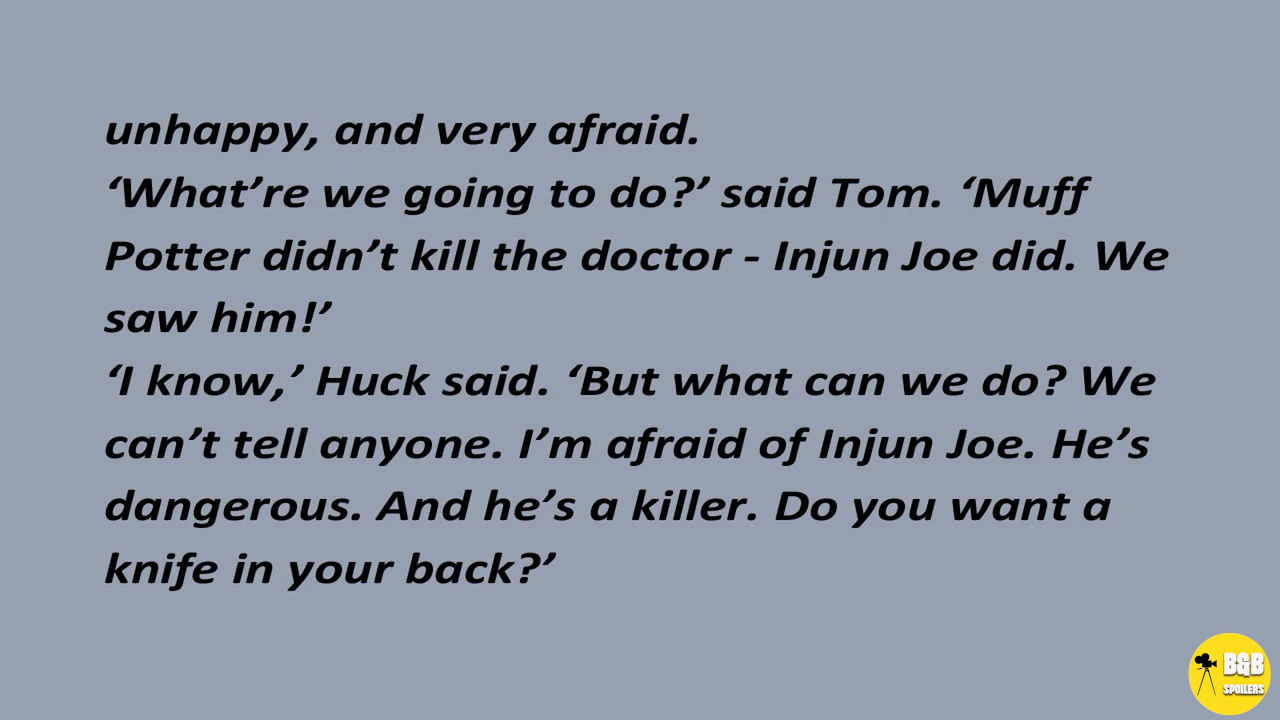 unhappy, and very afraid.
‘What’re we going to do?’ said Tom. ‘Muff
Potter didn’t kill the doctor - Injun Joe did. We
saw him!’
‘I know,’ Huck said. ‘But what can we do? We
can’t tell anyone. I’m afraid of Injun Joe. He’s
dangerous. And he’s a killer. Do you want a
knife in your back?’
B&B
SPOILERS